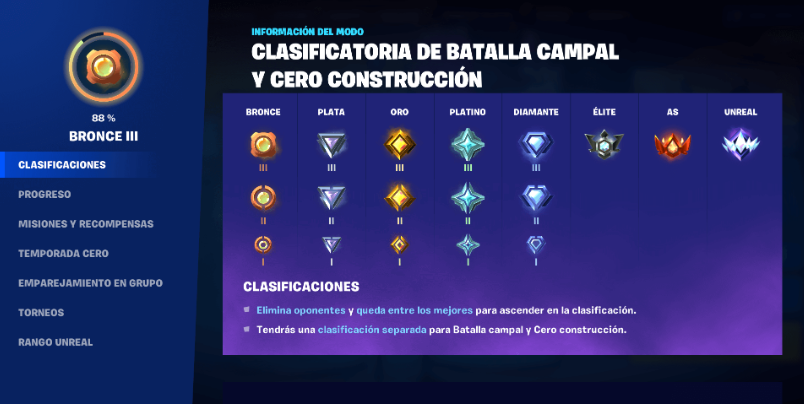 88 %
BRONCE III
CLASIFICACIONES
PROGRESO
MISIONES Y RECOMPENSAS
TEMPORADA CERO
EMPAREJAMIENTO EN GRUPO
TORNEOS
RANGO UNREAL
INFORMACIÓN DEL MODO
CLASIFICATORIA DE BATALLA CAMPAL
Y CERO CONSTRUCCIÓN
BRONCE PLATA ORO PLATINO DIAMANTE ÉLITE AS UNREAL
III III III III III
II II II II II
I I I I I
CLASIFICACIONES
Elimina oponentes y queda entre los mejores para ascender en la clasificación.
Tendrás una clasificación separada para Batalla campal y Cero construcción.